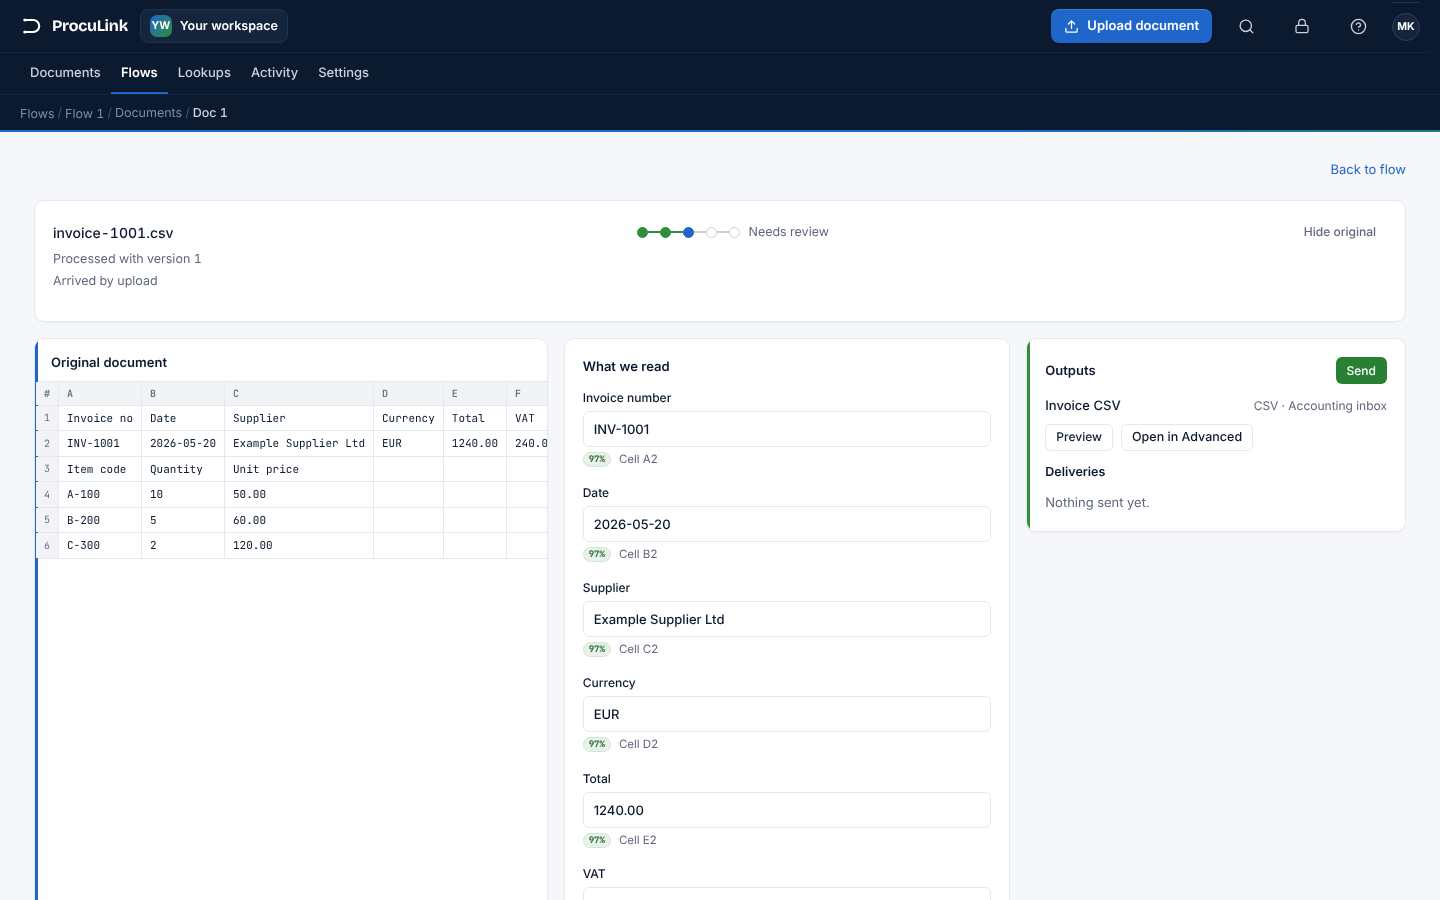 ProcuLink
YW Your workspace
Upload document
MK
Documents Flows Lookups Activity Settings
Flows / Flow 1 / Documents / Doc 1
Back to flow
invoice-1001.csv
Needs review
Hide original
Processed with version 1
Arrived by upload
Original document
# A B C D E F
1 Invoice no Date Supplier Currency Total VAT
2 INV-1001 2026-05-20 Example Supplier Ltd EUR 1240.00 240.0
3 Item code Quantity Unit price
4 A-100 10 50.00
5 B-200 5 60.00
6 C-300 2 120.00
What we read
Invoice number
INV-1001
97% Cell A2
Date
2026-05-20
97% Cell B2
Supplier
Example Supplier Ltd
97% Cell C2
Currency
EUR
97% Cell D2
Total
1240.00
97% Cell E2
VAT
Outputs
Send
Invoice CSV
CSV · Accounting inbox
Preview
Open in Advanced
Deliveries
Nothing sent yet.